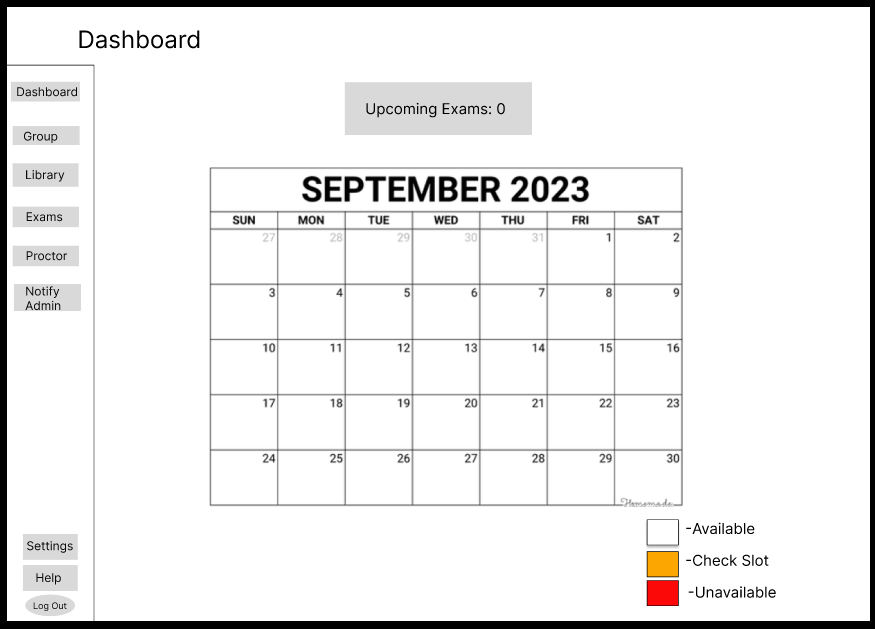 Dashboard
Dashboard
Group
Library
Exams
Proctor
Notify
Admin
Settings
Help
Log Out
Upcoming Exams: 0
SEPTEMBER 2023
SUN MON TUE WED THU FRI SAT
27 28 29 30 31 1 2
3 4 5 6 7 8 9
10 11 12 13 14 15 16
17 18 19 20 21 22 23
24 25 26 27 28 29 30
Homemade
-Available
-Check Slot
-Unavailable